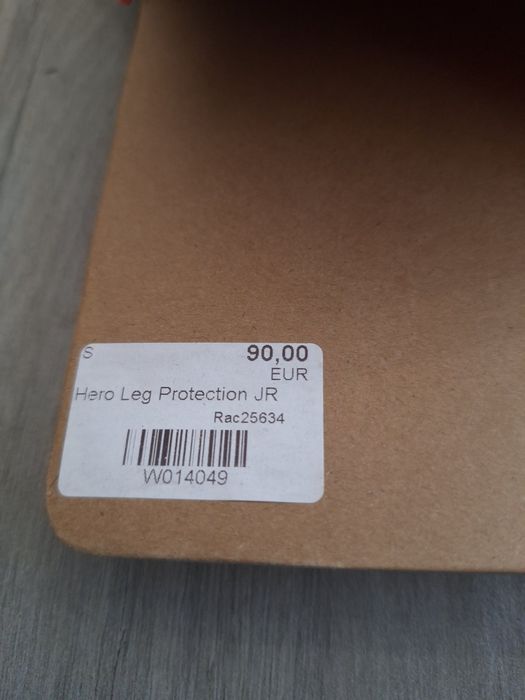 S 90,00
EUR
Hero Leg Protection JR
Rac25634
W014049